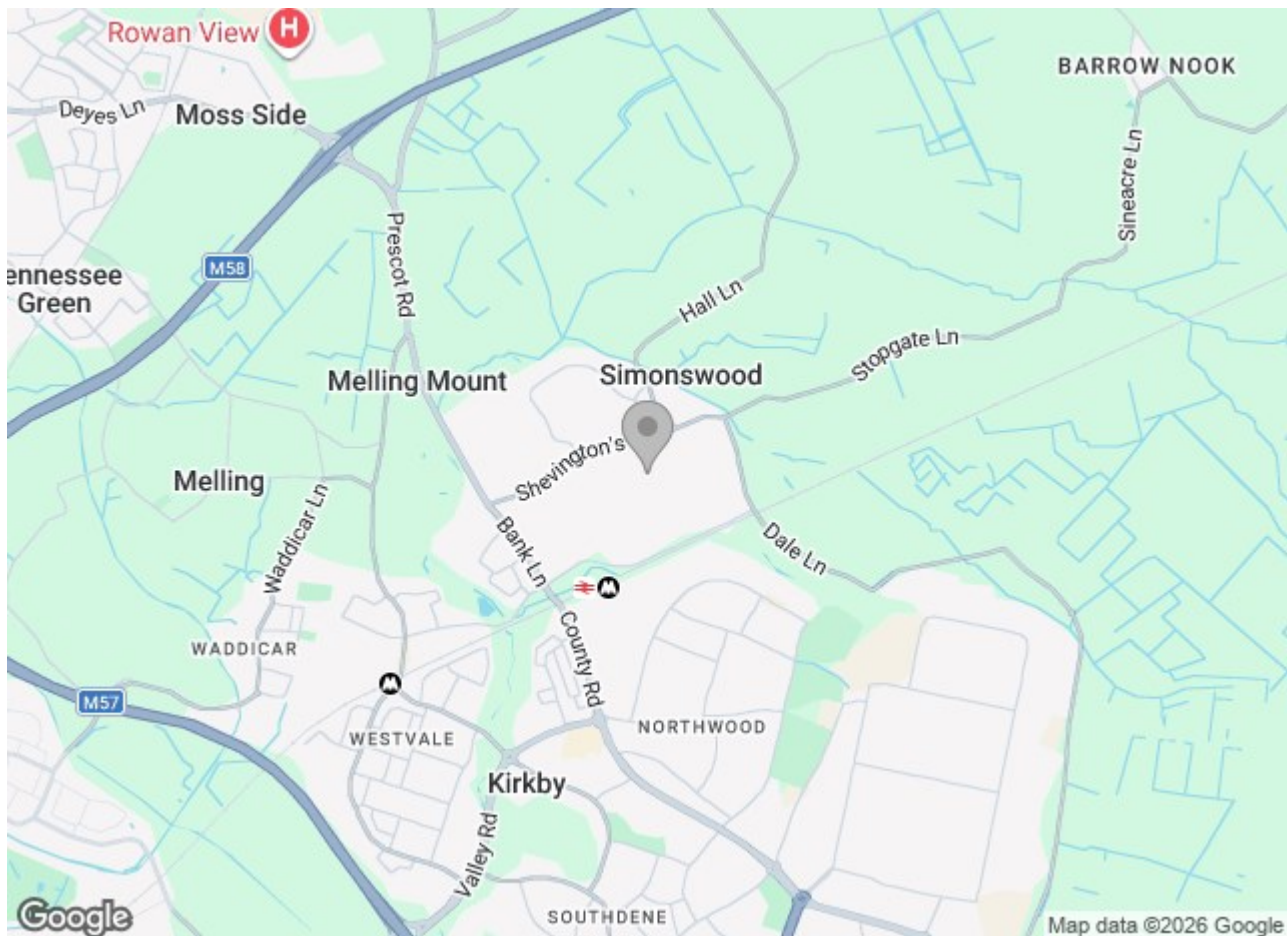 Rowan View
H
BARROW NOOK
Deyes Ln
Moss Side
Sineacre Ln
Prescot Rd
M58
ennessee
Green
Hall Ln
Stopgate Ln
Simonswood
Melling Mount
Shevington's
Melling
Waddicar Ln
Bank Ln
Dale Ln
County Rd
WADDICAR
M57
NORTHWOOD
WESTVALE
Kirkby
Valley Rd
SOUTHDENE
Google
Map data ©2026 Google